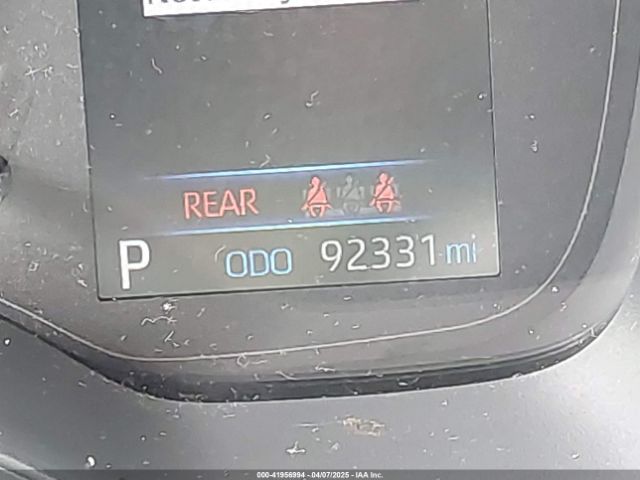 REAR
P ODO 92331 mi
000-41956994 - 04/07/2025 - IAA Inc.